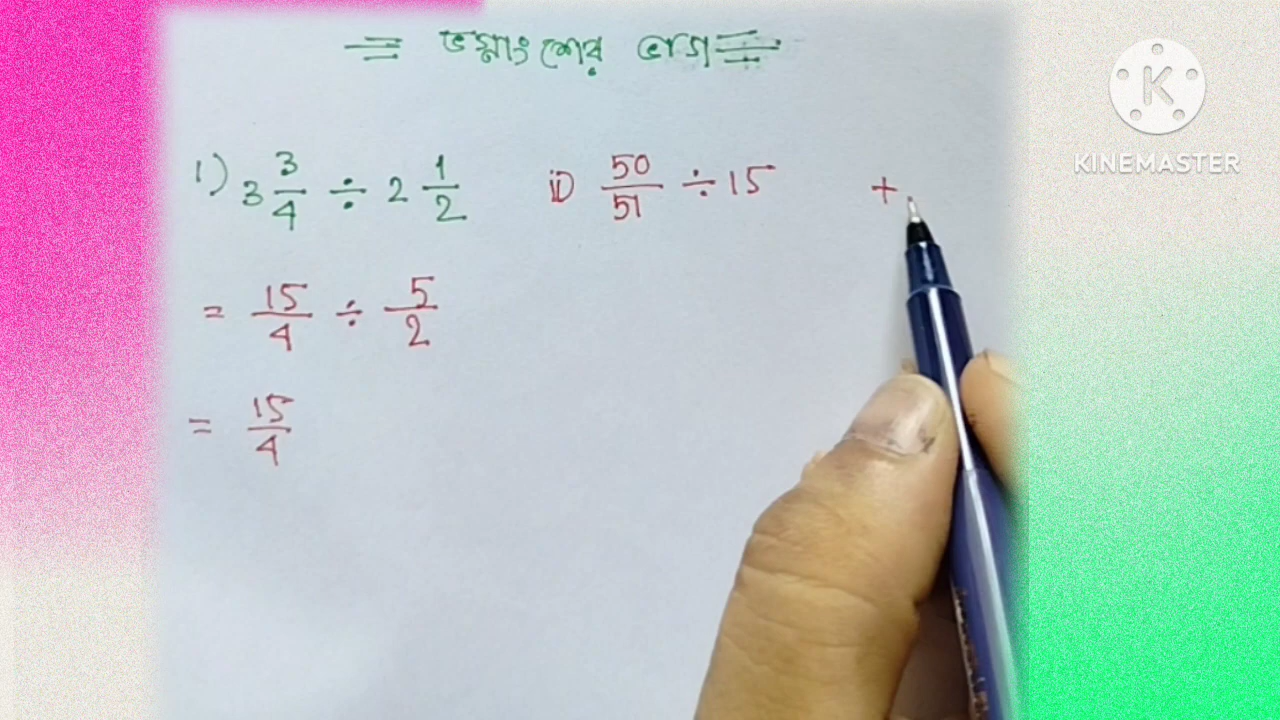 = ভগ্নাংশের ভাগ =
K
KINEMASTER
1) 3 3/4 ÷ 2 1/2 ii) 50/51 ÷ 15 +
= 15/4 ÷ 5/2
= 15/4